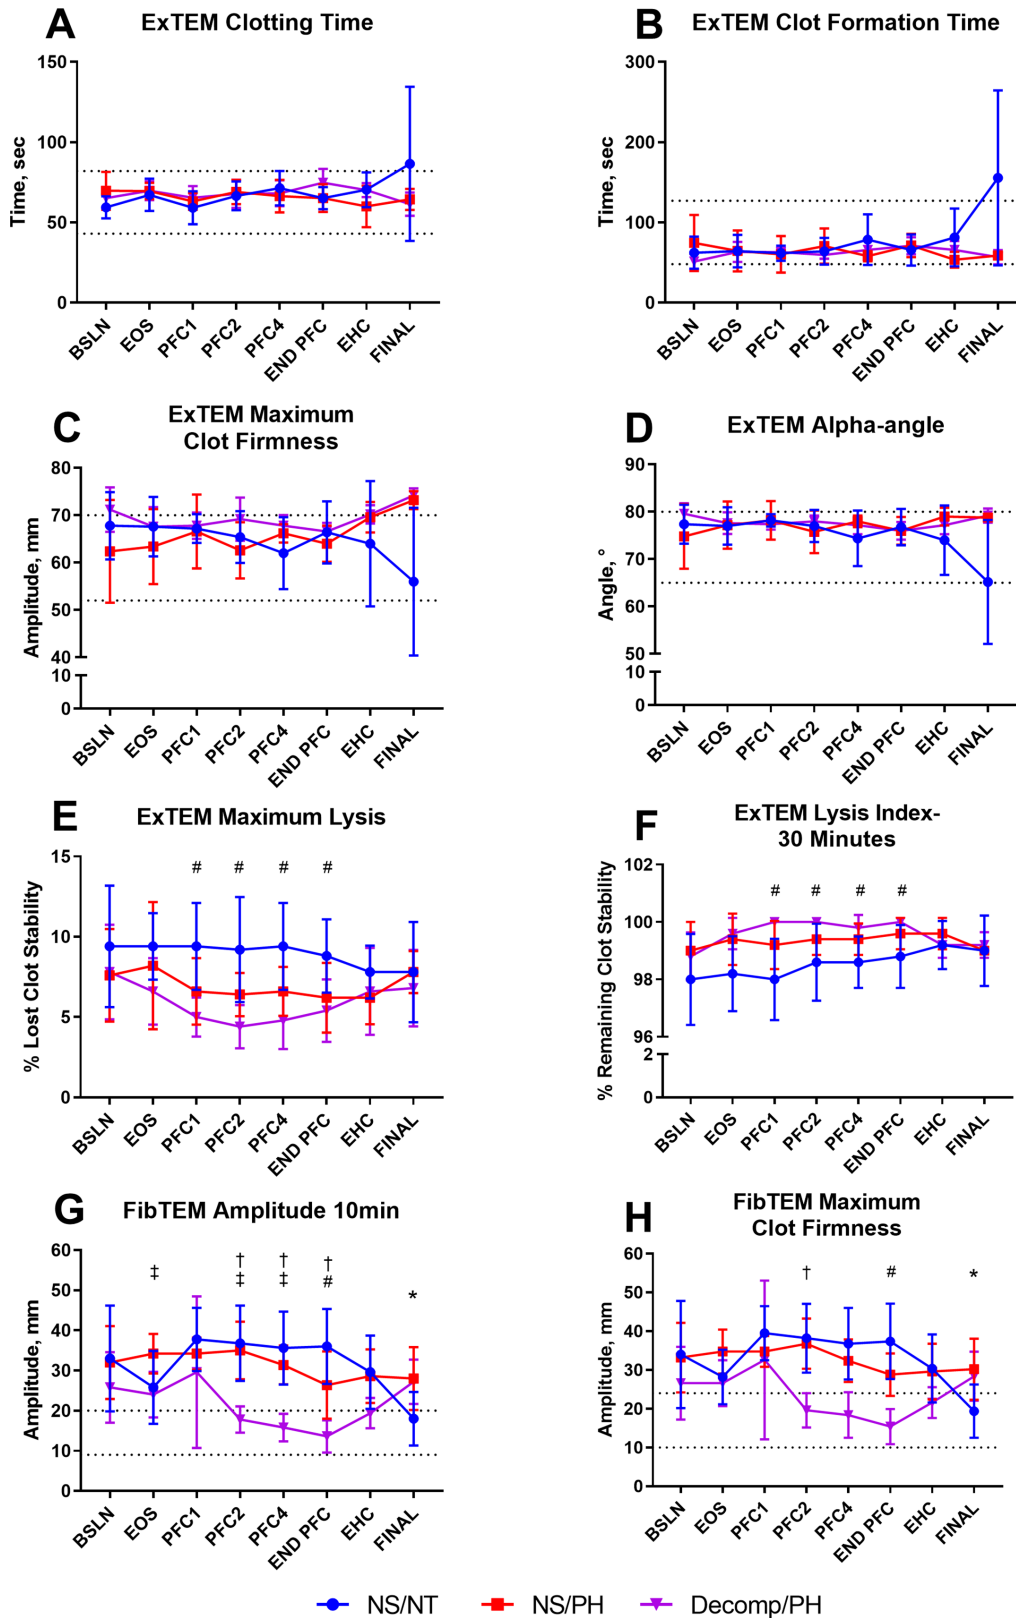 A
ExTEM Clotting Time
Time, sec
150
100
50
0
BSLN
EOS
PFC1
PFC2
PFC4
END PFC
EHC
FINAL
B
ExTEM Clot Formation Time
Time, sec
300
200
100
0
BSLN
EOS
PFC1
PFC2
PFC4
END PFC
EHC
FINAL
C
ExTEM Maximum
Clot Firmness
Amplitude, mm
80
70
60
50
40
10
0
BSLN
EOS
PFC1
PFC2
PFC4
END PFC
EHC
FINAL
D
ExTEM Alpha-angle
Angle, °
90
80
70
60
50
10
0
BSLN
EOS
PFC1
PFC2
PFC4
END PFC
EHC
FINAL
E
ExTEM Maximum Lysis
% Lost Clot Stability
15
10
5
0
# # # #
BSLN
EOS
PFC1
PFC2
PFC4
END PFC
EHC
FINAL
F
ExTEM Lysis Index-
30 Minutes
% Remaining Clot Stability
102
100
98
96
2
0
# # # #
BSLN
EOS
PFC1
PFC2
PFC4
END PFC
EHC
FINAL
G
FibTEM Amplitude 10min
Amplitude, mm
60
50
40
30
20
10
0
† † †
‡ ‡ ‡ # *
BSLN
EOS
PFC1
PFC2
PFC4
END PFC
EHC
FINAL
H
FibTEM Maximum
Clot Firmness
Amplitude, mm
60
50
40
30
20
10
0
† # *
BSLN
EOS
PFC1
PFC2
PFC4
END PFC
EHC
FINAL
NS/NT NS/PH Decomp/PH